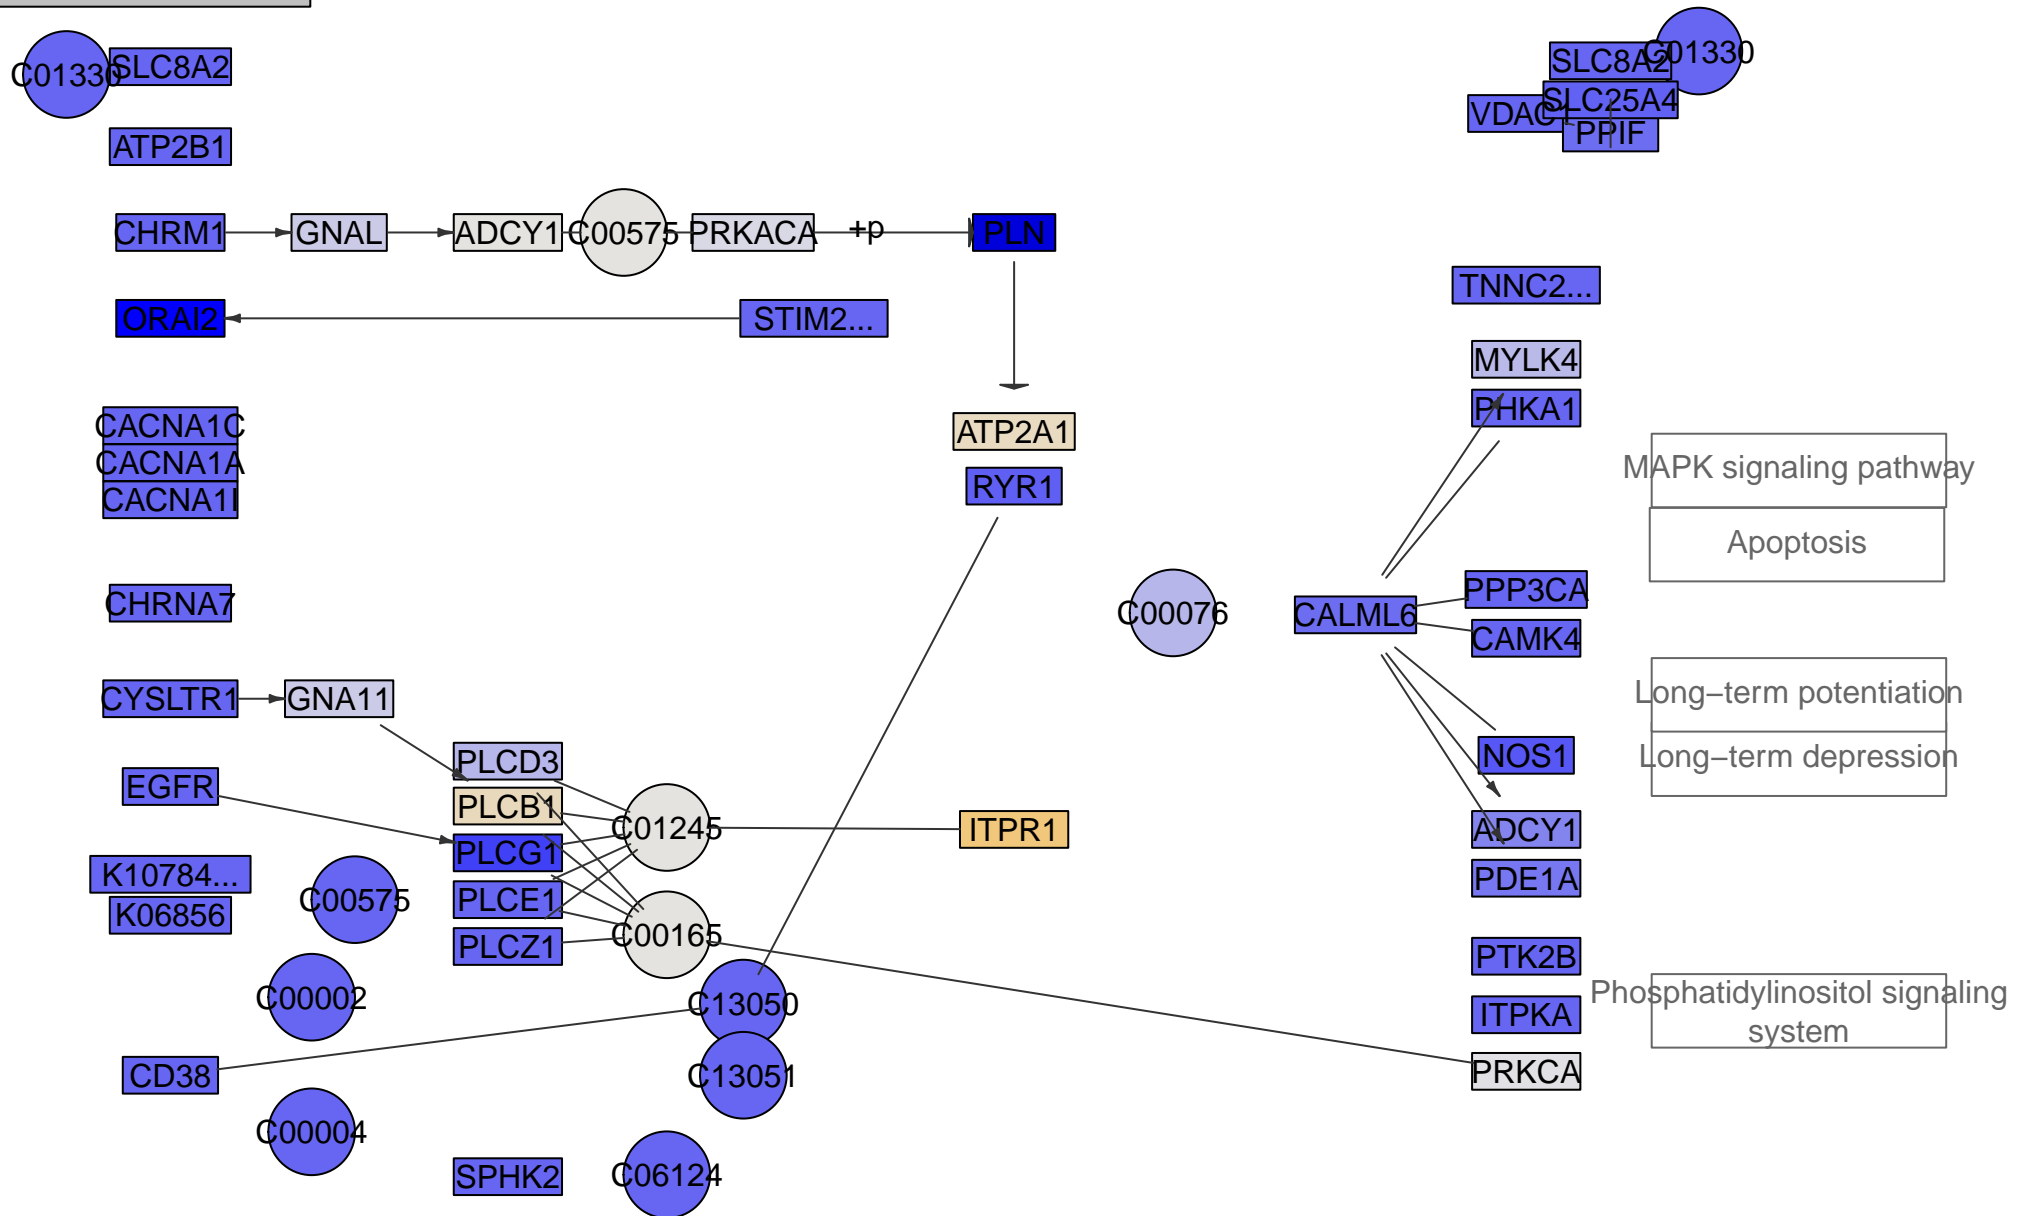 C01330
SLC8A2
SLC8A2
C01330
SLC25A4
VDAC1
PPIF
ATP2B1
CHRM1
GNAL
ADCY1
C00575
PRKACA
+p
PLN
TNNC2...
ORAI2
STIM2...
MYLK4
PHKA1
CACNA1C
CACNA1A
CACNA1I
ATP2A1
RYR1
MAPK signaling pathway
Apoptosis
CHRNA7
C00076
CALML6
PPP3CA
CAMK4
CYSLTR1
GNA11
Long−term potentiation
Long−term depression
NOS1
PLCD3
EGFR
PLCB1
C01245
ITPR1
ADCY1
PLCG1
K10784...
K06856
C00575
PLCE1
PDE1A
C00165
PLCZ1
PTK2B
C00002
C13050
ITPKA
Phosphatidylinositol signaling
system
CD38
C13051
PRKCA
C00004
SPHK2
C06124